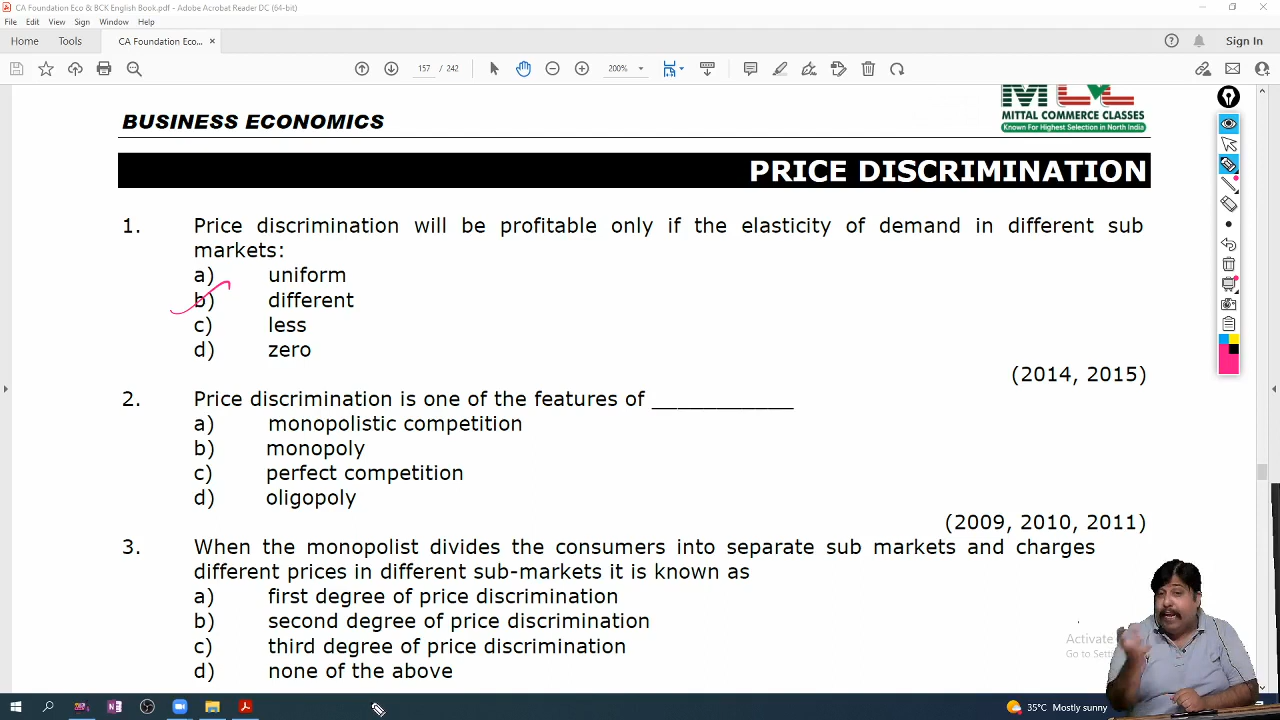 CA Foundation Eco & BCK English Book.pdf - Adobe Acrobat Reader DC (64-bit)
File Edit View Sign Window Help
Home Tools CA Foundation Eco... × Sign In
157 / 242 200%
MITTAL COMMERCE CLASSES
Known For Highest Selection in North India
BUSINESS ECONOMICS
PRICE DISCRIMINATION
1. Price discrimination will be profitable only if the elasticity of demand in different sub
markets:
a) uniform
b) different
c) less
d) zero
(2014, 2015)
2. Price discrimination is one of the features of ___________
a) monopolistic competition
b) monopoly
c) perfect competition
d) oligopoly
(2009, 2010, 2011)
3. When the monopolist divides the consumers into separate sub markets and charges
different prices in different sub-markets it is known as
a) first degree of price discrimination
b) second degree of price discrimination
c) third degree of price discrimination
d) none of the above
Activate
Go to Sett
35°C Mostly sunny